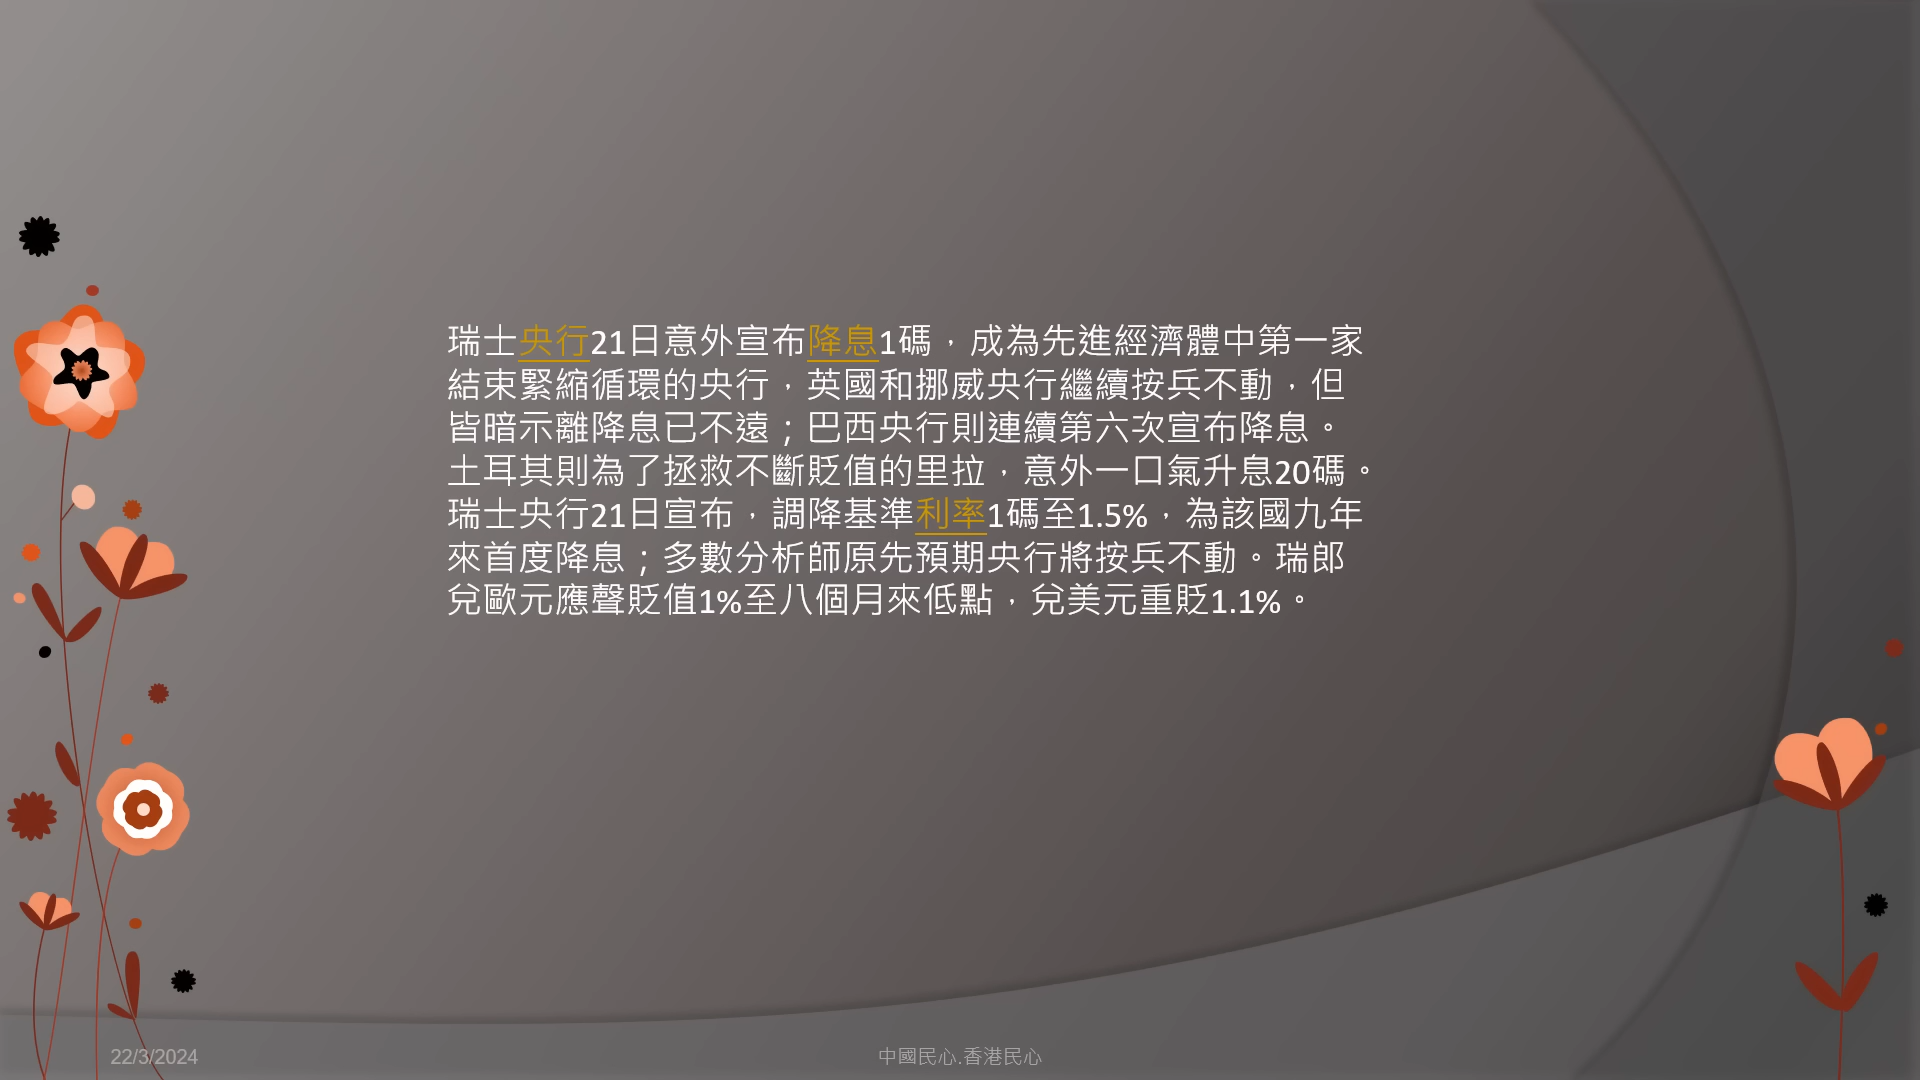 瑞士央行21日意外宣布降息1碼，成為先進經濟體中第一家
結束緊縮循環的央行，英國和挪威央行繼續按兵不動，但
皆暗示離降息已不遠；巴西央行則連續第六次宣布降息。
土耳其則為了拯救不斷貶值的里拉，意外一口氣升息20碼。
瑞士央行21日宣布，調降基準利率1碼至1.5%，為該國九年
來首度降息；多數分析師原先預期央行將按兵不動。瑞郎
兌歐元應聲貶值1%至八個月來低點，兌美元重貶1.1%。
22/3/2024
中國民心.香港民心